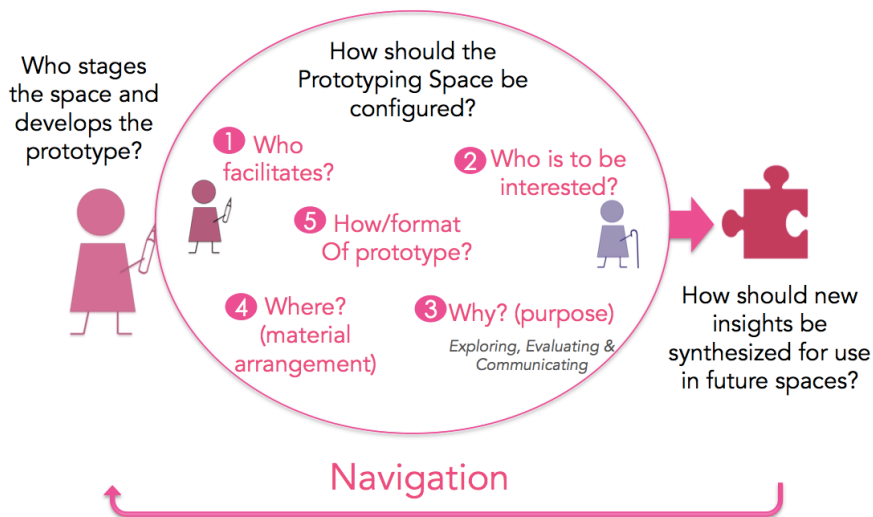 Who stages
the space and
develops the
prototype?
How should the
Prototyping Space be
configured?
1 Who
facilitates?
2 Who is to be
interested?
5 How/format
Of prototype?
4 Where?
(material
arrangement)
3 Why? (purpose)
Exploring, Evaluating &
Communicating
How should new
insights be
synthesized for use
in future spaces?
Navigation